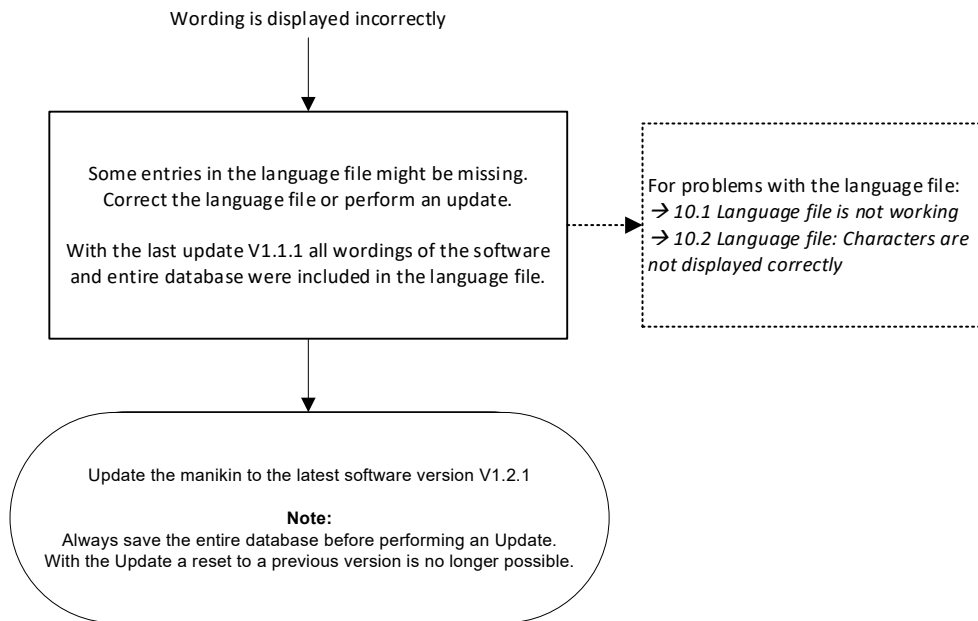 Wording is displayed incorrectly
Some entries in the language file might be missing.
Correct the language file or perform an update.
With the last update V1.1.1 all wordings of the software
and entire database were included in the language file.
For problems with the language file:
→ 10.1 Language file is not working
→ 10.2 Language file: Characters are
not displayed correctly
Update the manikin to the latest software version V1.2.1
Note:
Always save the entire database before performing an Update.
With the Update a reset to a previous version is no longer possible.